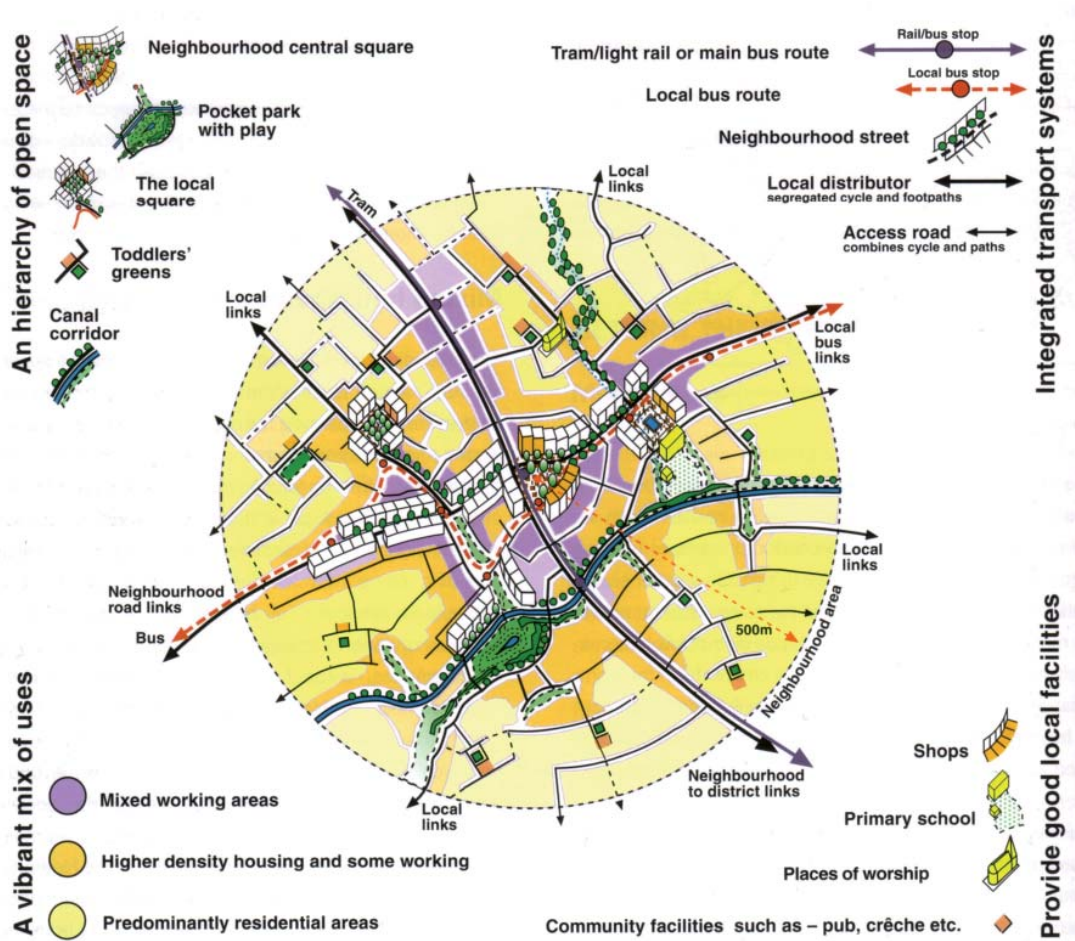 An hierarchy of open space
Neighbourhood central square
Pocket park
with play
The local
square
Toddlers'
greens
Canal
corridor
Integrated transport systems
Tram/light rail or main bus route
Rail/bus stop
Local bus route
Local bus stop
Neighbourhood street
Local distributor
segregated cycle and footpaths
Access road
combines cycle and paths
Tram
Local
links
Local
links
Local
bus
links
Local
links
Neighbourhood
road links
Bus
500m
Neighbourhood area
Neighbourhood
to district links
Local
links
A vibrant mix of uses
Mixed working areas
Higher density housing and some working
Predominantly residential areas
Provide good local facilities
Shops
Primary school
Places of worship
Community facilities such as – pub, crêche etc.